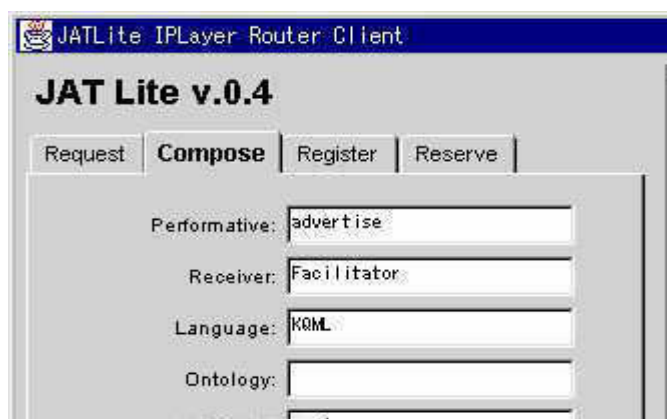 JATLite IPLayer Router Client
JAT Lite v.0.4
Request Compose Register Reserve
Performative: advertise
Receiver: Facilitator
Language: KQML
Ontology: